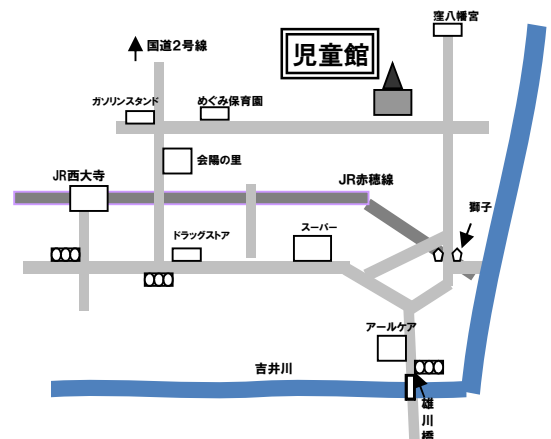 窪八幡宮
国道２号線
児童館
ガソリンスタンド
めぐみ保育園
会陽の里
JR西大寺
JR赤穂線
獅子
ドラッグストア
スーパー
アールケア
吉井川
雄川橋